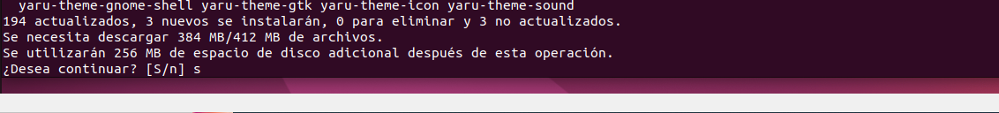 yaru-theme-gnome-shell yaru-theme-gtk yaru-theme-icon yaru-theme-sound
194 actualizados, 3 nuevos se instalarán, 0 para eliminar y 3 no actualizados.
Se necesita descargar 384 MB/412 MB de archivos.
Se utilizarán 256 MB de espacio de disco adicional después de esta operación.
¿Desea continuar? [S/n] s